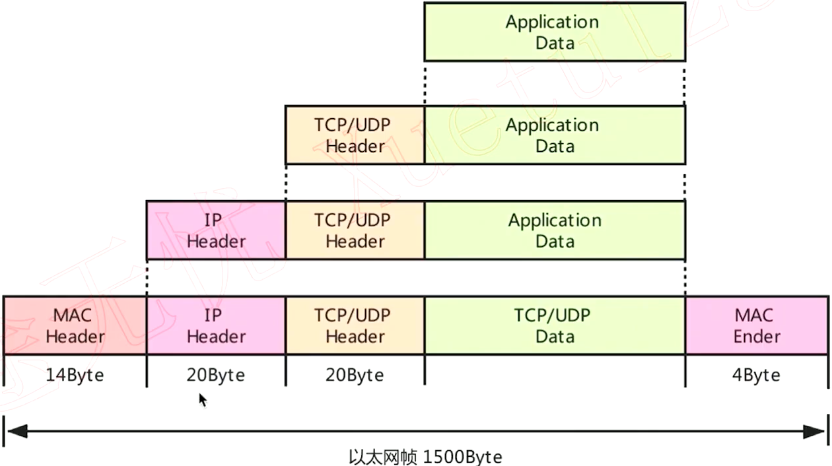 Application
Data
TCP/UDP
Header
Application
Data
IP
Header
TCP/UDP
Header
Application
Data
MAC
Header
IP
Header
TCP/UDP
Header
TCP/UDP
Data
MAC
Ender
14Byte
20Byte
20Byte
4Byte
以太网帧 1500Byte